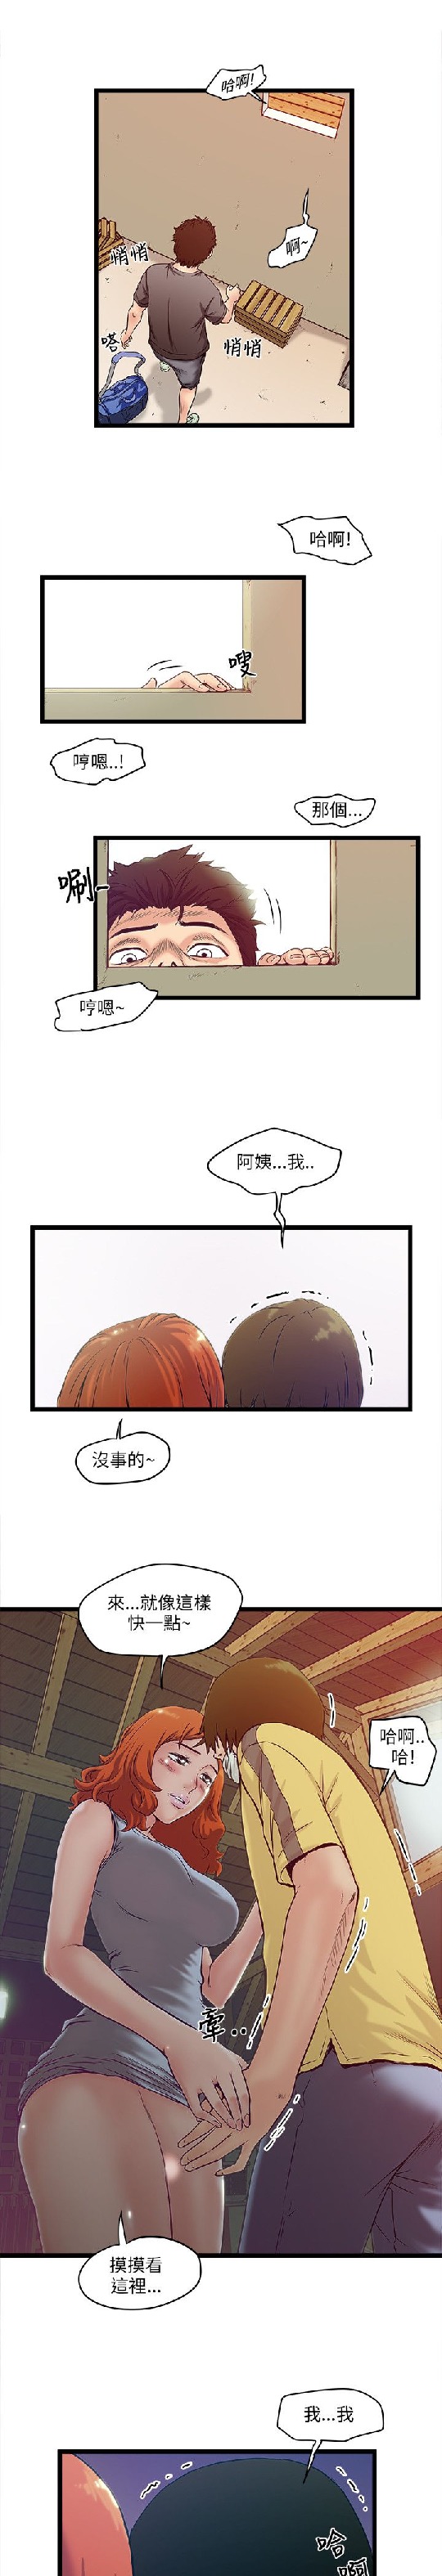 哈啊!
啊~
悄悄
嗒
悄悄
哈啊!
嗖
哼嗯..!
那個...
唰-
哼嗯~
阿姨...我..
沒事的~
來...就像這樣
快一點~
哈啊..
哈!
牽..
摸摸看
這裡...
我...我
哈
啊